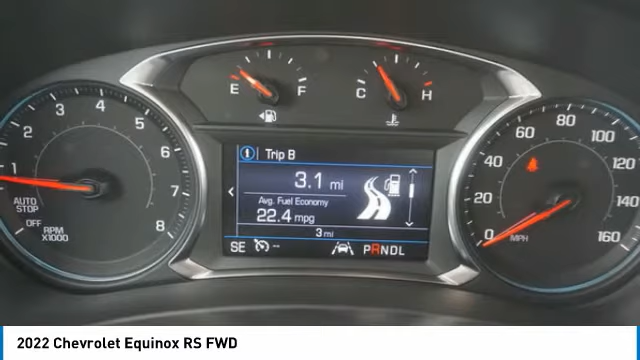 E F
C H
1 2 3 4 5 6 7 8
AUTO STOP
OFF
RPM X1000
Trip B
3.1 mi
Avg. Fuel Economy
22.4 mpg
3 mi
SE --
PRNDL
0 20 40 60 80 100 120 140 160
MPH
2022 Chevrolet Equinox RS FWD